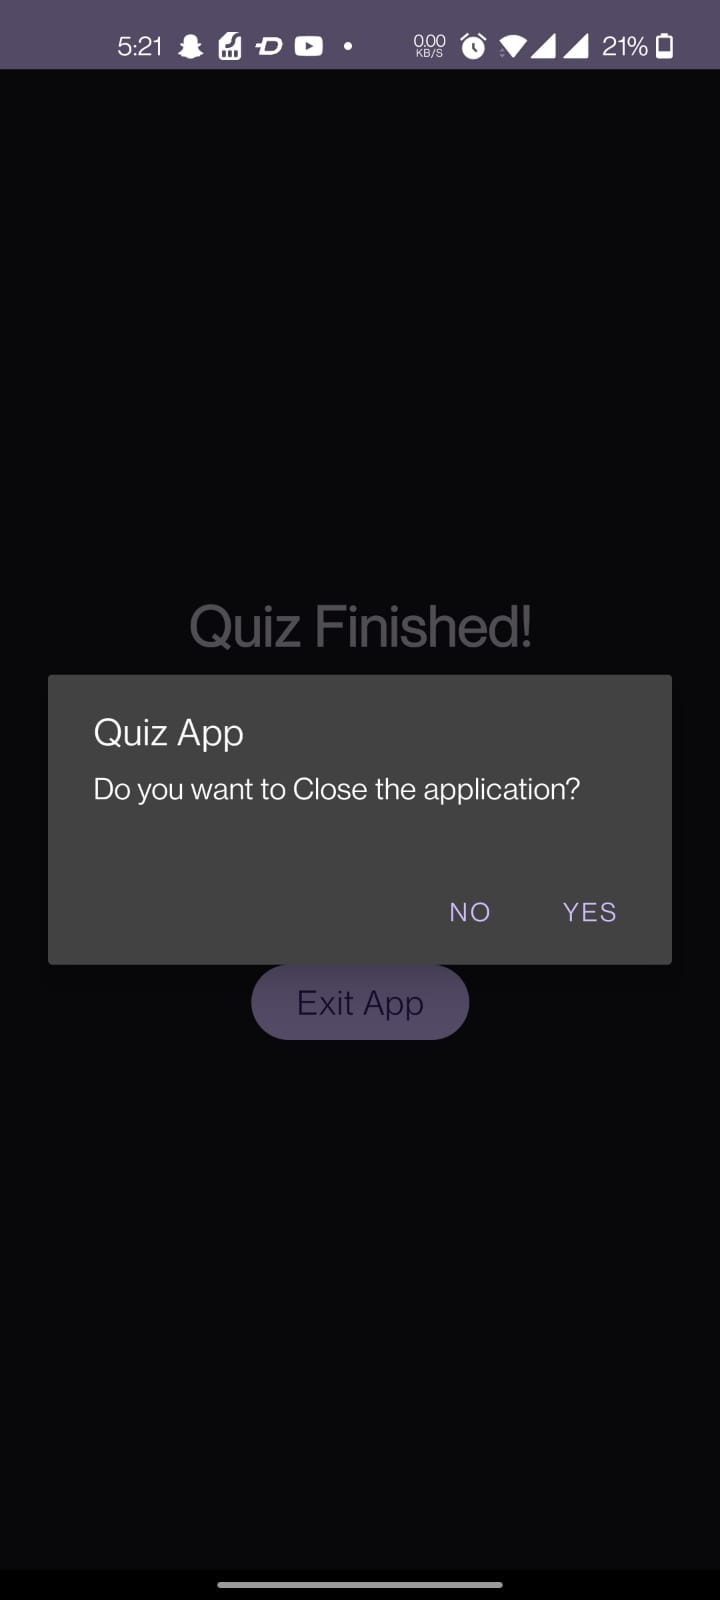 5:21 0.00 KB/S 21%
Quiz Finished!
Quiz App
Do you want to Close the application?
NO YES
Exit App